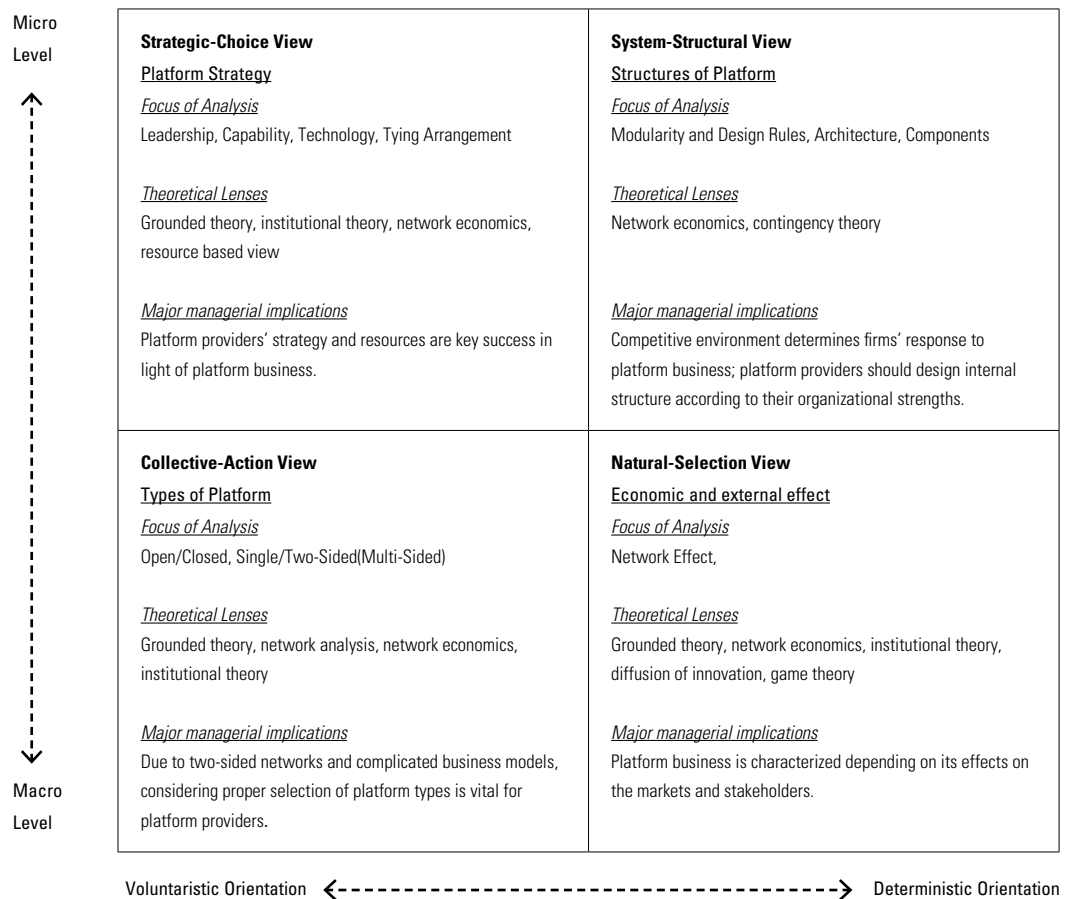 Micro
Level
Strategic-Choice View
Platform Strategy
Focus of Analysis
Leadership, Capability, Technology, Tying Arrangement
Theoretical Lenses
Grounded theory, institutional theory, network economics,
resource based view
Major managerial implications
Platform providers’ strategy and resources are key success in
light of platform business.
System-Structural View
Structures of Platform
Focus of Analysis
Modularity and Design Rules, Architecture, Components
Theoretical Lenses
Network economics, contingency theory
Major managerial implications
Competitive environment determines firms’ response to
platform business; platform providers should design internal
structure according to their organizational strengths.
Collective-Action View
Types of Platform
Focus of Analysis
Open/Closed, Single/Two-Sided(Multi-Sided)
Theoretical Lenses
Grounded theory, network analysis, network economics,
institutional theory
Major managerial implications
Due to two-sided networks and complicated business models,
considering proper selection of platform types is vital for
platform providers.
Natural-Selection View
Economic and external effect
Focus of Analysis
Network Effect,
Theoretical Lenses
Grounded theory, network economics, institutional theory,
diffusion of innovation, game theory
Major managerial implications
Platform business is characterized depending on its effects on
the markets and stakeholders.
Macro
Level
Voluntaristic Orientation
Deterministic Orientation